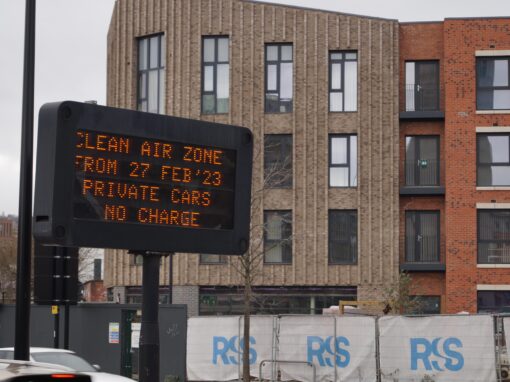 CLEAN AIR ZONE
FROM 27 FEB '23
PRIVATE CARS
NO CHARGE
RSS
RSS
RSS